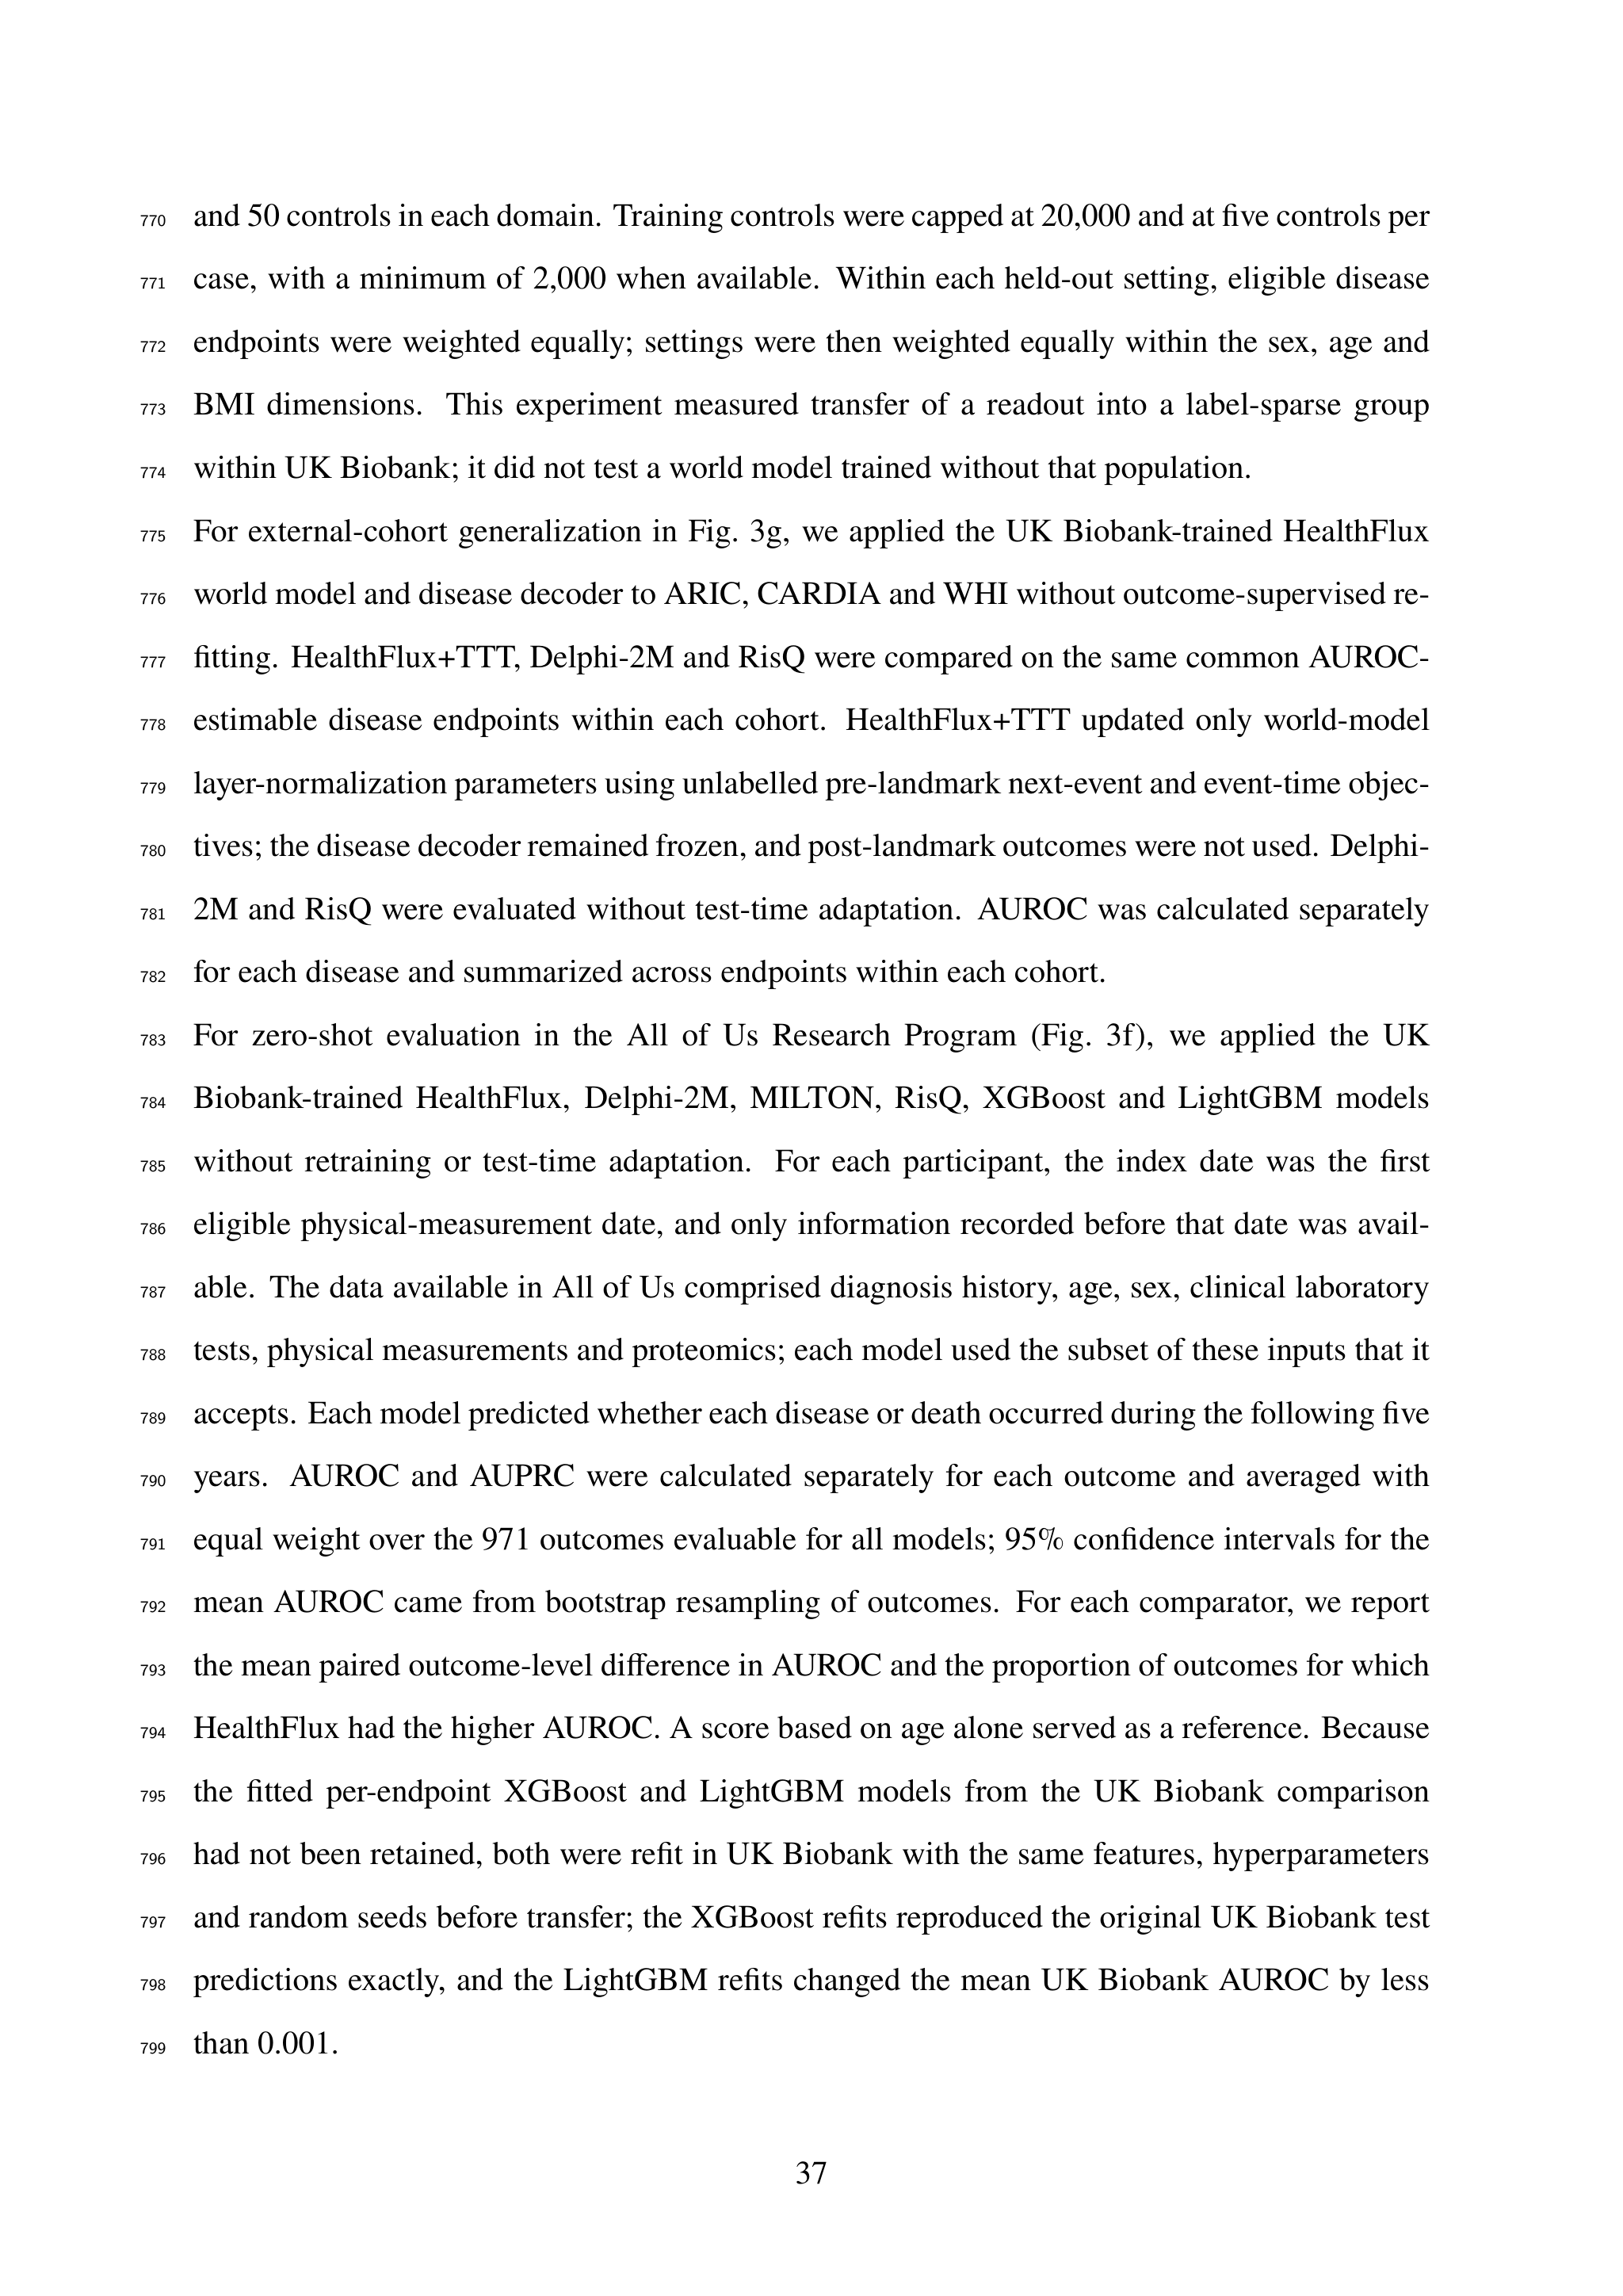 770 and 50 controls in each domain. Training controls were capped at 20,000 and at five controls per
771 case, with a minimum of 2,000 when available. Within each held-out setting, eligible disease
772 endpoints were weighted equally; settings were then weighted equally within the sex, age and
773 BMI dimensions. This experiment measured transfer of a readout into a label-sparse group
774 within UK Biobank; it did not test a world model trained without that population.
775 For external-cohort generalization in Fig. 3g, we applied the UK Biobank-trained HealthFlux
776 world model and disease decoder to ARIC, CARDIA and WHI without outcome-supervised re-
777 fitting. HealthFlux+TTT, Delphi-2M and RisQ were compared on the same common AUROC-
778 estimable disease endpoints within each cohort. HealthFlux+TTT updated only world-model
779 layer-normalization parameters using unlabelled pre-landmark next-event and event-time objec-
780 tives; the disease decoder remained frozen, and post-landmark outcomes were not used. Delphi-
781 2M and RisQ were evaluated without test-time adaptation. AUROC was calculated separately
782 for each disease and summarized across endpoints within each cohort.
783 For zero-shot evaluation in the All of Us Research Program (Fig. 3f), we applied the UK
784 Biobank-trained HealthFlux, Delphi-2M, MILTON, RisQ, XGBoost and LightGBM models
785 without retraining or test-time adaptation. For each participant, the index date was the first
786 eligible physical-measurement date, and only information recorded before that date was avail-
787 able. The data available in All of Us comprised diagnosis history, age, sex, clinical laboratory
788 tests, physical measurements and proteomics; each model used the subset of these inputs that it
789 accepts. Each model predicted whether each disease or death occurred during the following five
790 years. AUROC and AUPRC were calculated separately for each outcome and averaged with
791 equal weight over the 971 outcomes evaluable for all models; 95% confidence intervals for the
792 mean AUROC came from bootstrap resampling of outcomes. For each comparator, we report
793 the mean paired outcome-level difference in AUROC and the proportion of outcomes for which
794 HealthFlux had the higher AUROC. A score based on age alone served as a reference. Because
795 the fitted per-endpoint XGBoost and LightGBM models from the UK Biobank comparison
796 had not been retained, both were refit in UK Biobank with the same features, hyperparameters
797 and random seeds before transfer; the XGBoost refits reproduced the original UK Biobank test
798 predictions exactly, and the LightGBM refits changed the mean UK Biobank AUROC by less
799 than 0.001.
37